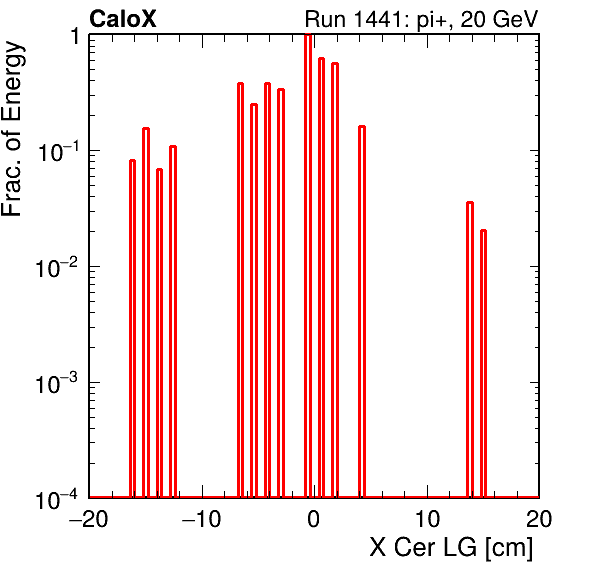 CaloX Run 1441: pi+, 20 GeV
Frac. of Energy
1
10⁻¹
10⁻²
10⁻³
10⁻⁴
−20 −10 0 10 20
X Cer LG [cm]